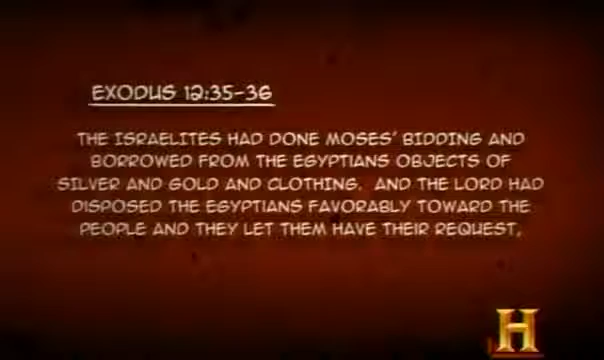 EXODUS 12:35-36
THE ISRAELITES HAD DONE MOSES' BIDDING AND
BORROWED FROM THE EGYPTIANS OBJECTS OF
SILVER AND GOLD AND CLOTHING. AND THE LORD HAD
DISPOSED THE EGYPTIANS FAVORABLY TOWARD THE
PEOPLE AND THEY LET THEM HAVE THEIR REQUEST,
H